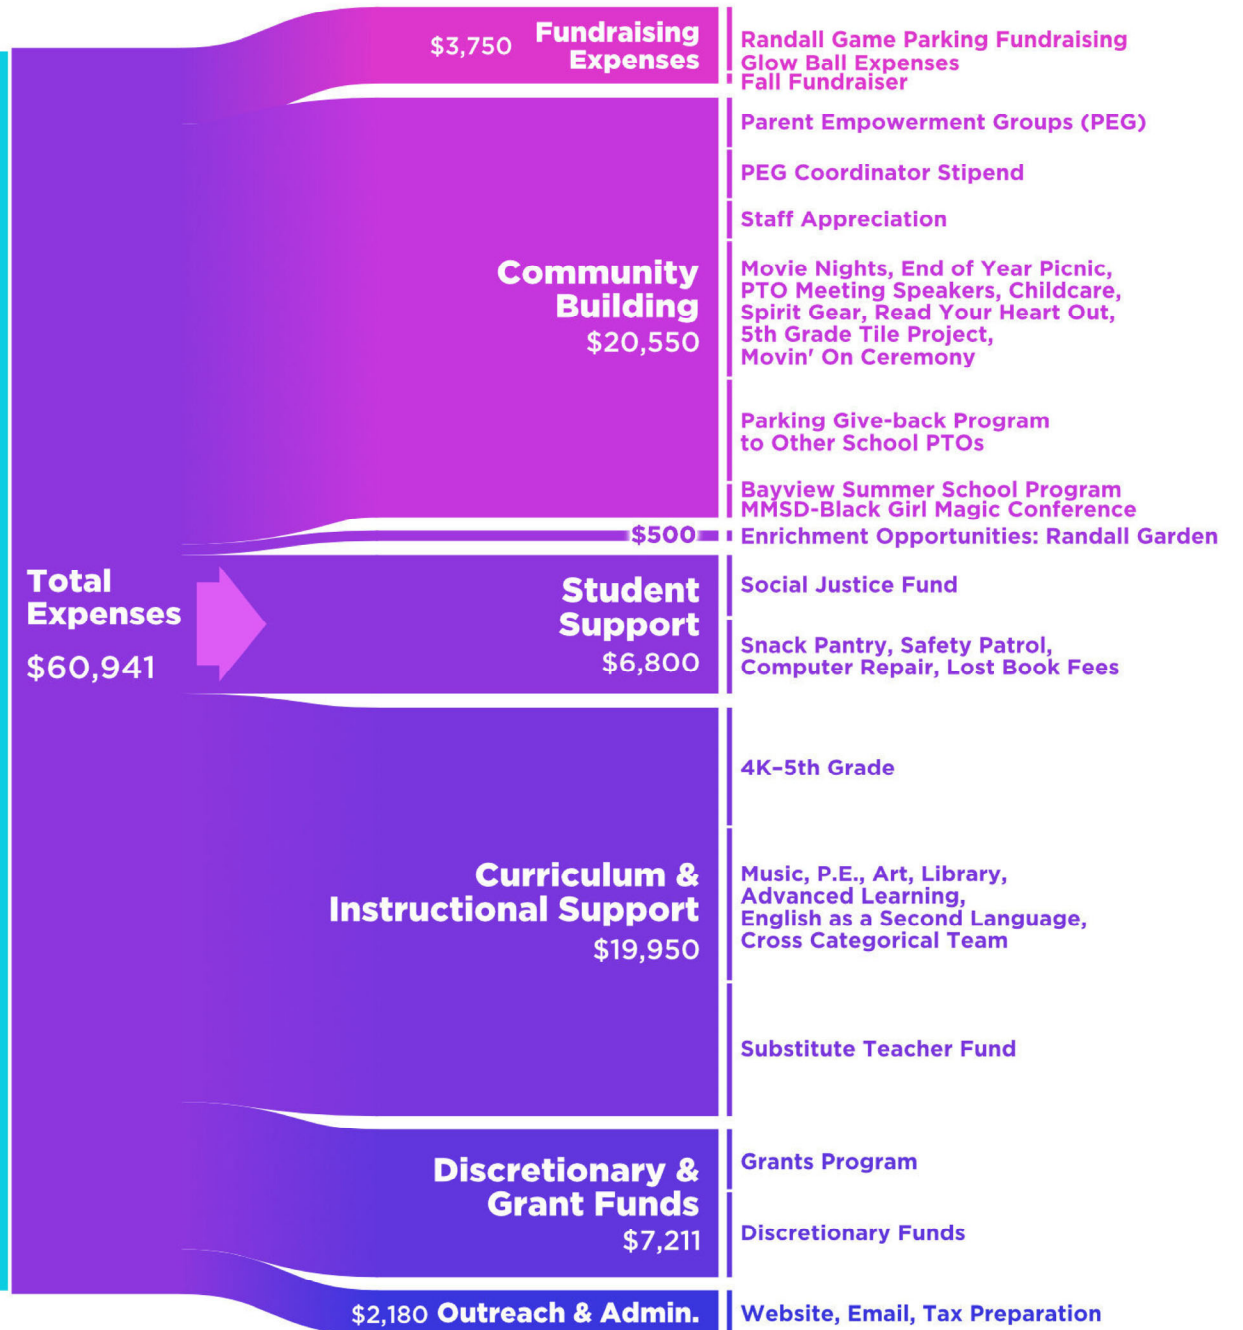 Total
Expenses
$60,941
$3,750 Fundraising
Expenses
Randall Game Parking Fundraising
Glow Ball Expenses
Fall Fundraiser
Community
Building
$20,550
Parent Empowerment Groups (PEG)
PEG Coordinator Stipend
Staff Appreciation
Movie Nights, End of Year Picnic,
PTO Meeting Speakers, Childcare,
Spirit Gear, Read Your Heart Out,
5th Grade Tile Project,
Movin' On Ceremony
Parking Give-back Program
to Other School PTOs
Bayview Summer School Program
MMSD-Black Girl Magic Conference
$500
Enrichment Opportunities: Randall Garden
Student
Support
$6,800
Social Justice Fund
Snack Pantry, Safety Patrol,
Computer Repair, Lost Book Fees
Curriculum &
Instructional Support
$19,950
4K–5th Grade
Music, P.E., Art, Library,
Advanced Learning,
English as a Second Language,
Cross Categorical Team
Substitute Teacher Fund
Discretionary &
Grant Funds
$7,211
Grants Program
Discretionary Funds
$2,180 Outreach & Admin.
Website, Email, Tax Preparation